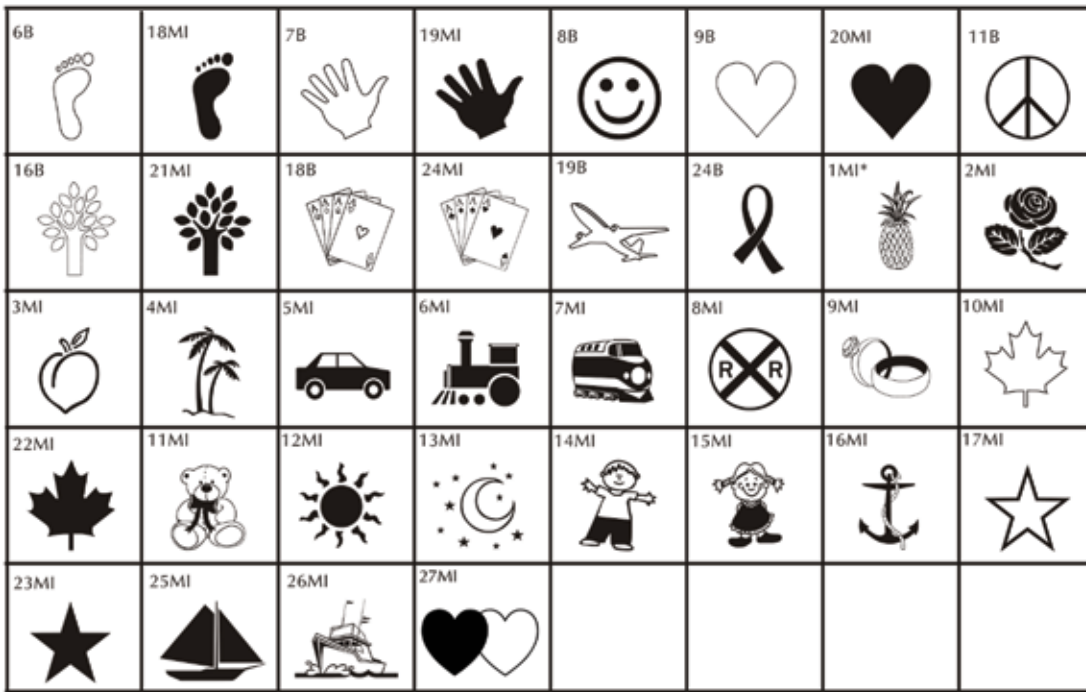 6B 18MI 7B 19MI 8B 9B 20MI 11B
16B 21MI 18B 24MI 19B 24B 1MI* 2MI
A A A A A A A A
3MI 4MI 5MI 6MI 7MI 8MI 9MI 10MI
R R
22MI 11MI 12MI 13MI 14MI 15MI 16MI 17MI
23MI 25MI 26MI 27MI